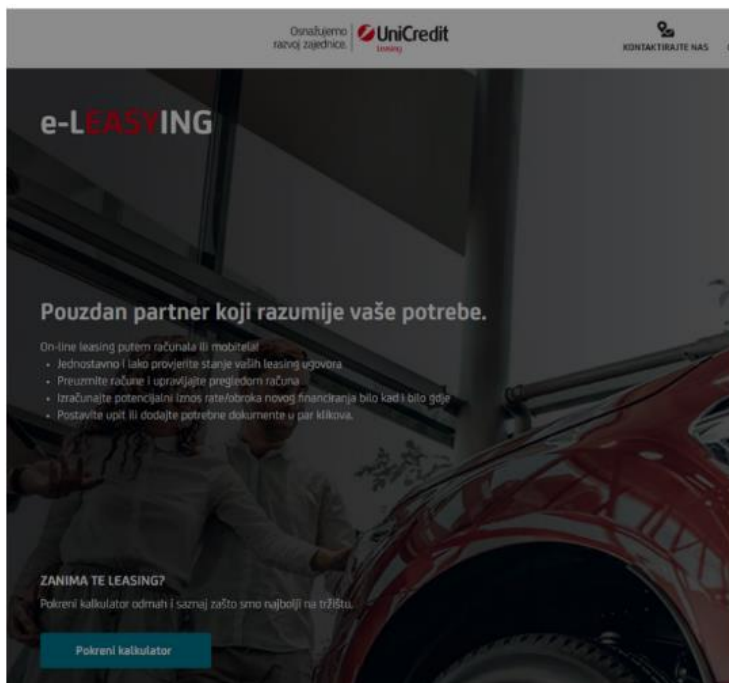 Osnažujemo
razvoj zajednice.
UniCredit
Leasing
KONTAKTIRAJTE NAS
e-LEASYING
Pouzdan partner koji razumije vaše potrebe.
On-line leasing putem računala ili mobitela!
• Jednostavno i lako provjerite stanje vaših leasing ugovora
• Preuzmite račune i upravljajte pregledom računa
• Izračunajte potencijalni iznos rate/obroka novog financiranja bilo kad i bilo gdje
• Postavite upit ili dodajte potrebne dokumente u par klikova.
ZANIMA TE LEASING?
Pokreni kalkulator odmah i saznaj zašto smo najbolji na tržištu.
Pokreni kalkulator